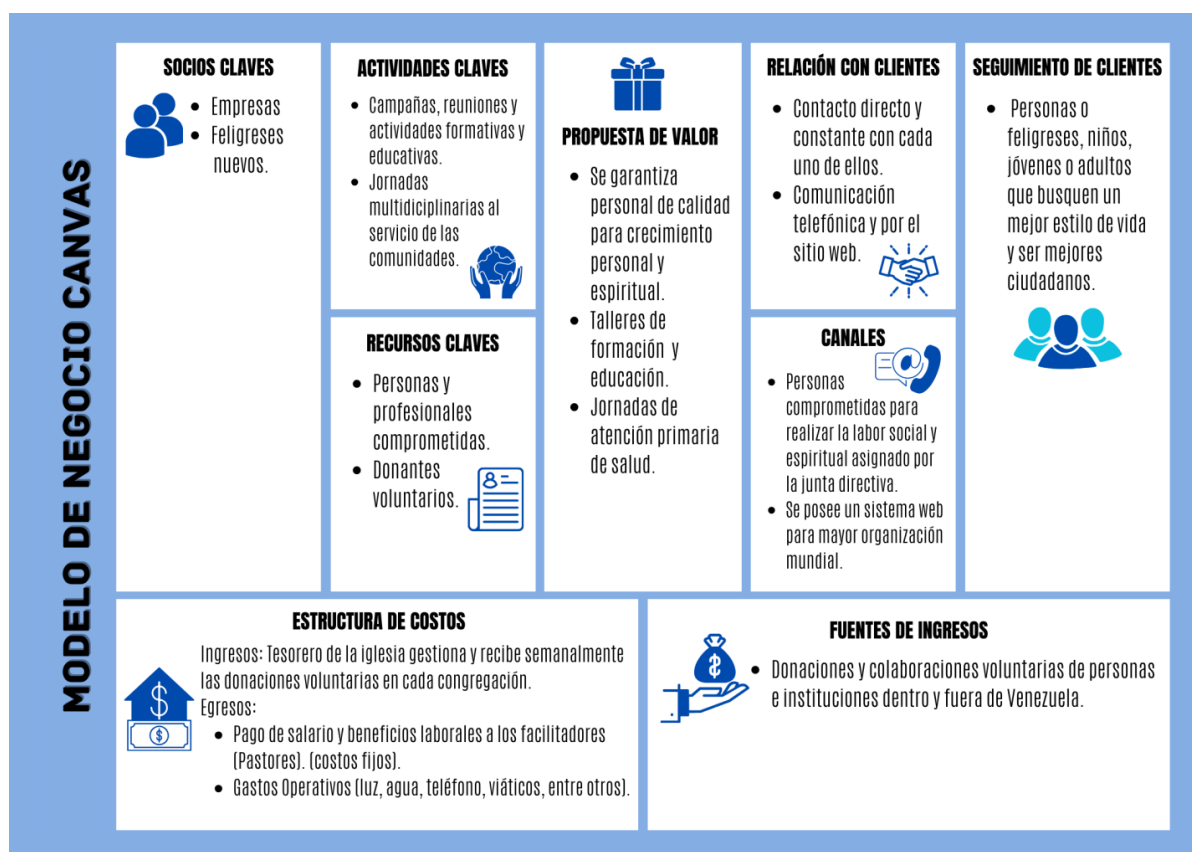 MODELO DE NEGOCIO CANVAS
SOCIOS CLAVES
• Empresas
• Feligreses
nuevos.
ACTIVIDADES CLAVES
• Campañas, reuniones y
actividades formativas y
educativas.
• Jornadas
multidiciplinarias al
servicio de las
comunidades.
RECURSOS CLAVES
• Personas y
profesionales
comprometidas.
• Donantes
voluntarios.
PROPUESTA DE VALOR
• Se garantiza
personal de calidad
para crecimiento
personal y
espiritual.
• Talleres de
formación y
educación.
• Jornadas de
atención primaria
de salud.
RELACIÓN CON CLIENTES
• Contacto directo y
constante con cada
uno de ellos.
• Comunicación
telefónica y por el
sitio web.
CANALES
• Personas
comprometidas para
realizar la labor social y
espiritual asignado por
la junta directiva.
• Se posee un sistema web
para mayor organización
mundial.
SEGUIMIENTO DE CLIENTES
• Personas o
feligreses, niños,
jóvenes o adultos
que busquen un
mejor estilo de vida
y ser mejores
ciudadanos.
ESTRUCTURA DE COSTOS
Ingresos: Tesorero de la iglesia gestiona y recibe semanalmente
las donaciones voluntarias en cada congregación.
Egresos:
• Pago de salario y beneficios laborales a los facilitadores
(Pastores). (costos fijos).
• Gastos Operativos (luz, agua, teléfono, viáticos, entre otros).
FUENTES DE INGRESOS
• Donaciones y colaboraciones voluntarias de personas
e instituciones dentro y fuera de Venezuela.